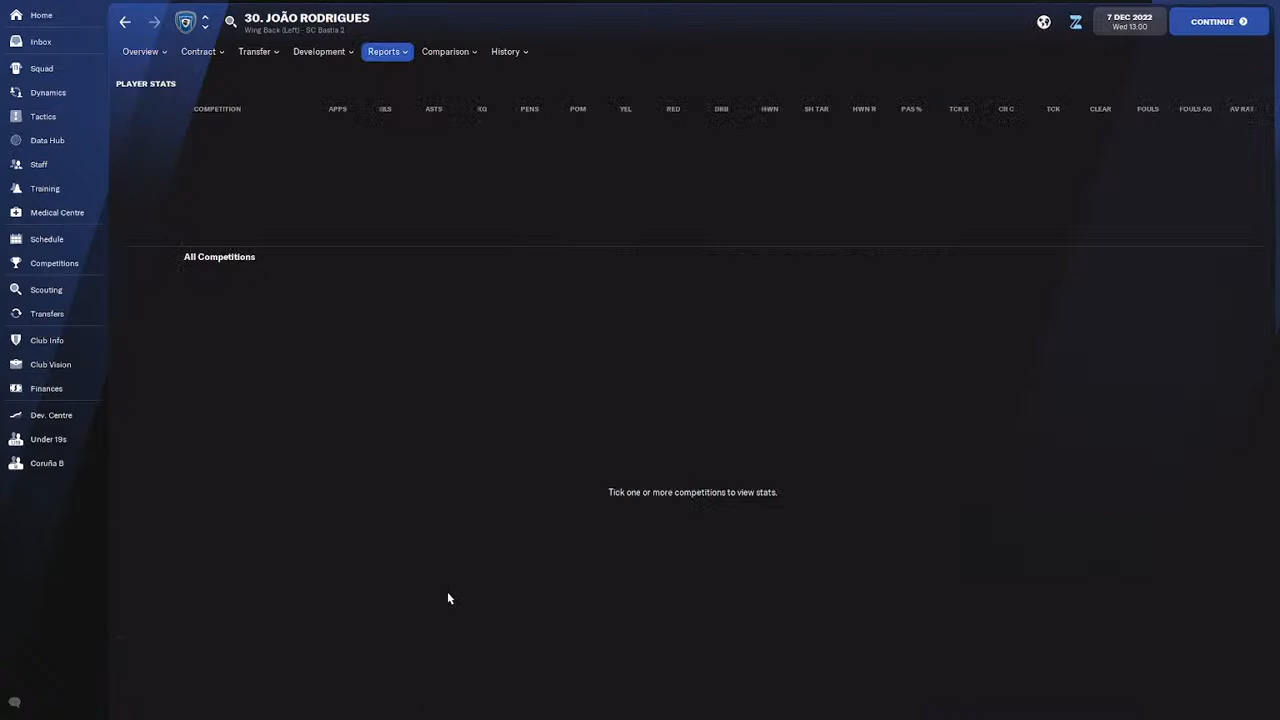 Home
Inbox
Squad
Dynamics
Tactics
Data Hub
Staff
Training
Medical Centre
Schedule
Competitions
Scouting
Transfers
Club Info
Club Vision
Finances
Dev. Centre
Under 19s
Coruña B
30. JOÃO RODRIGUES
Wing Back (Left) - SC Bastia 2
7 DEC 2022
Wed 13:00
CONTINUE
Overview Contract Transfer Development Reports Comparison History
PLAYER STATS
COMPETITION APPS GLS ASTS XG PENS POM YEL RED DRB HWN SH TAR HWN R PAS % TCK R CR C TCK CLEAR FOULS FOULS AG AV RAT
All Competitions
Tick one or more competitions to view stats.